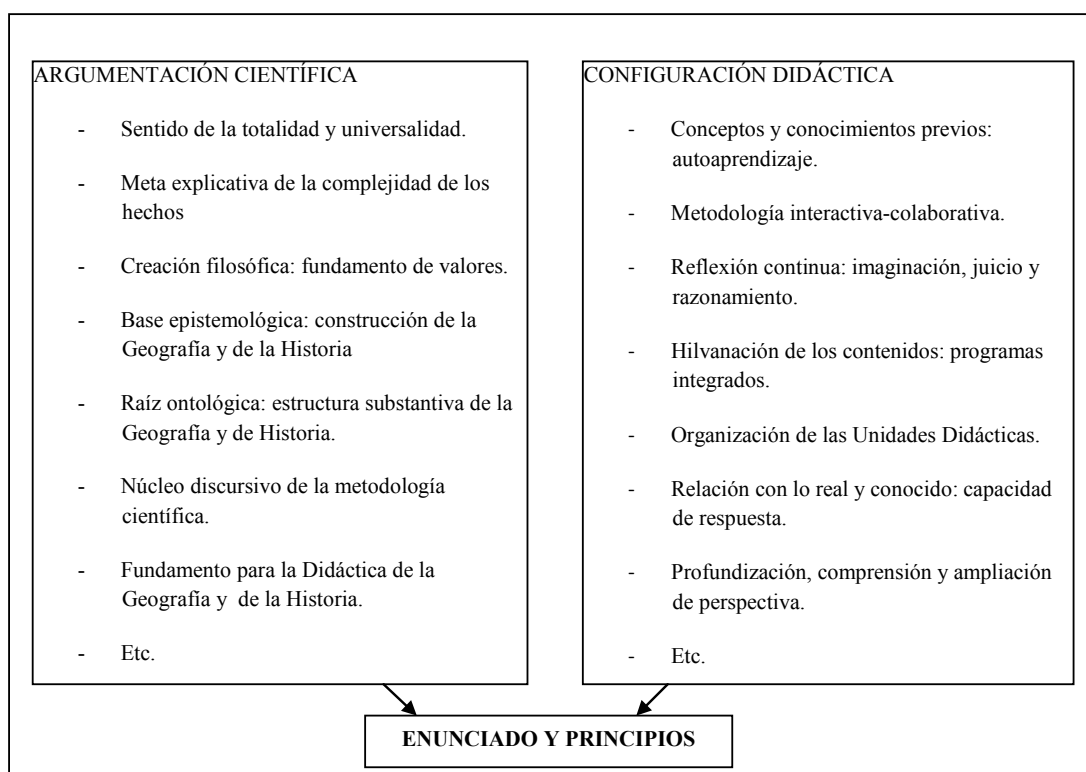 ARGUMENTACIÓN CIENTÍFICA
- Sentido de la totalidad y universalidad.
- Meta explicativa de la complejidad de los
hechos
- Creación filosófica: fundamento de valores.
- Base epistemológica: construcción de la
Geografía y de la Historia
- Raíz ontológica: estructura substantiva de la
Geografía y de Historia.
- Núcleo discursivo de la metodología
científica.
- Fundamento para la Didáctica de la
Geografía y de la Historia.
- Etc.
CONFIGURACIÓN DIDÁCTICA
- Conceptos y conocimientos previos:
autoaprendizaje.
- Metodología interactiva-colaborativa.
- Reflexión continua: imaginación, juicio y
razonamiento.
- Hilvanación de los contenidos: programas
integrados.
- Organización de las Unidades Didácticas.
- Relación con lo real y conocido: capacidad
de respuesta.
- Profundización, comprensión y ampliación
de perspectiva.
- Etc.
ENUNCIADO Y PRINCIPIOS